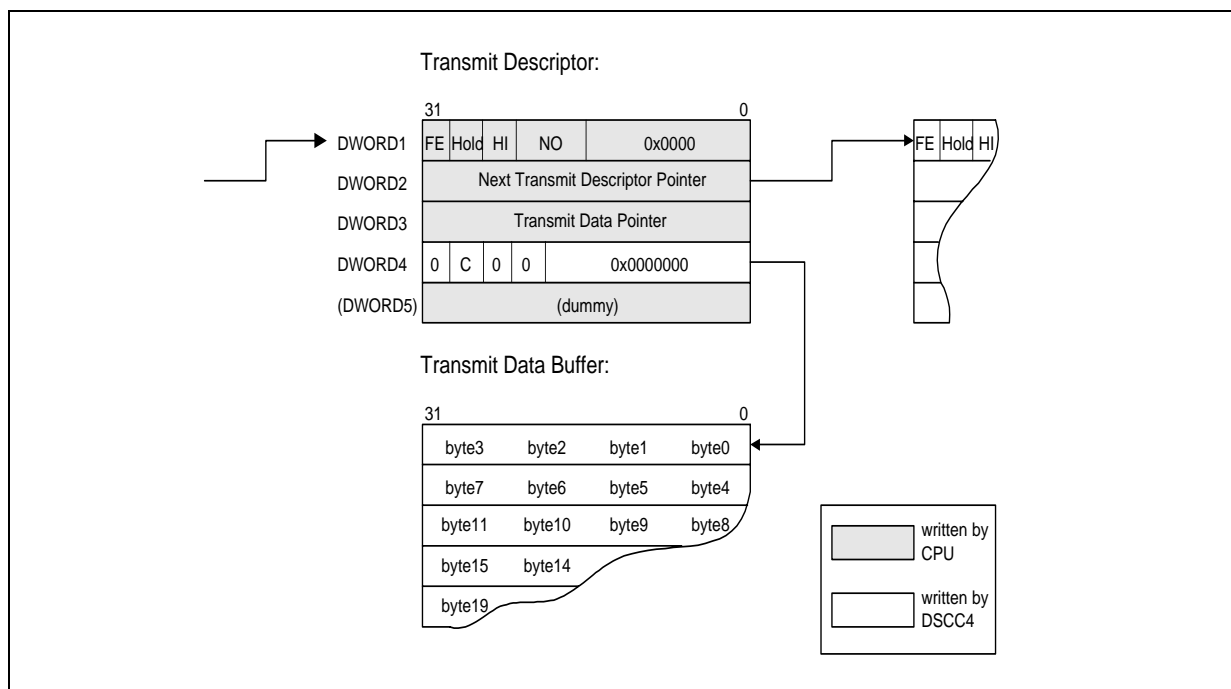 Transmit Descriptor:
31 0
DWORD1 FE Hold HI NO 0x0000 FE Hold HI
DWORD2 Next Transmit Descriptor Pointer
DWORD3 Transmit Data Pointer
DWORD4 0 C 0 0 0x0000000
(DWORD5) (dummy)
Transmit Data Buffer:
31 0
byte3 byte2 byte1 byte0
byte7 byte6 byte5 byte4
byte11 byte10 byte9 byte8
byte15 byte14
byte19
written by
CPU
written by
DSCC4